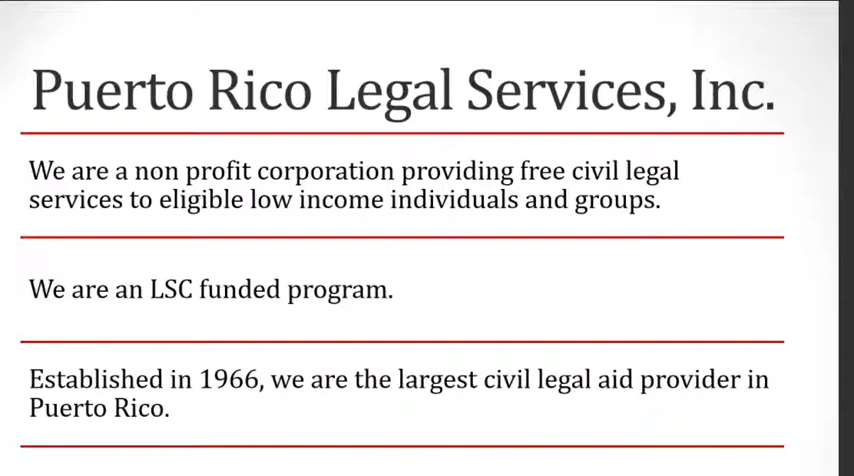 Puerto Rico Legal Services, Inc.
We are a non profit corporation providing free civil legal
services to eligible low income individuals and groups.
We are an LSC funded program.
Established in 1966, we are the largest civil legal aid provider in
Puerto Rico.